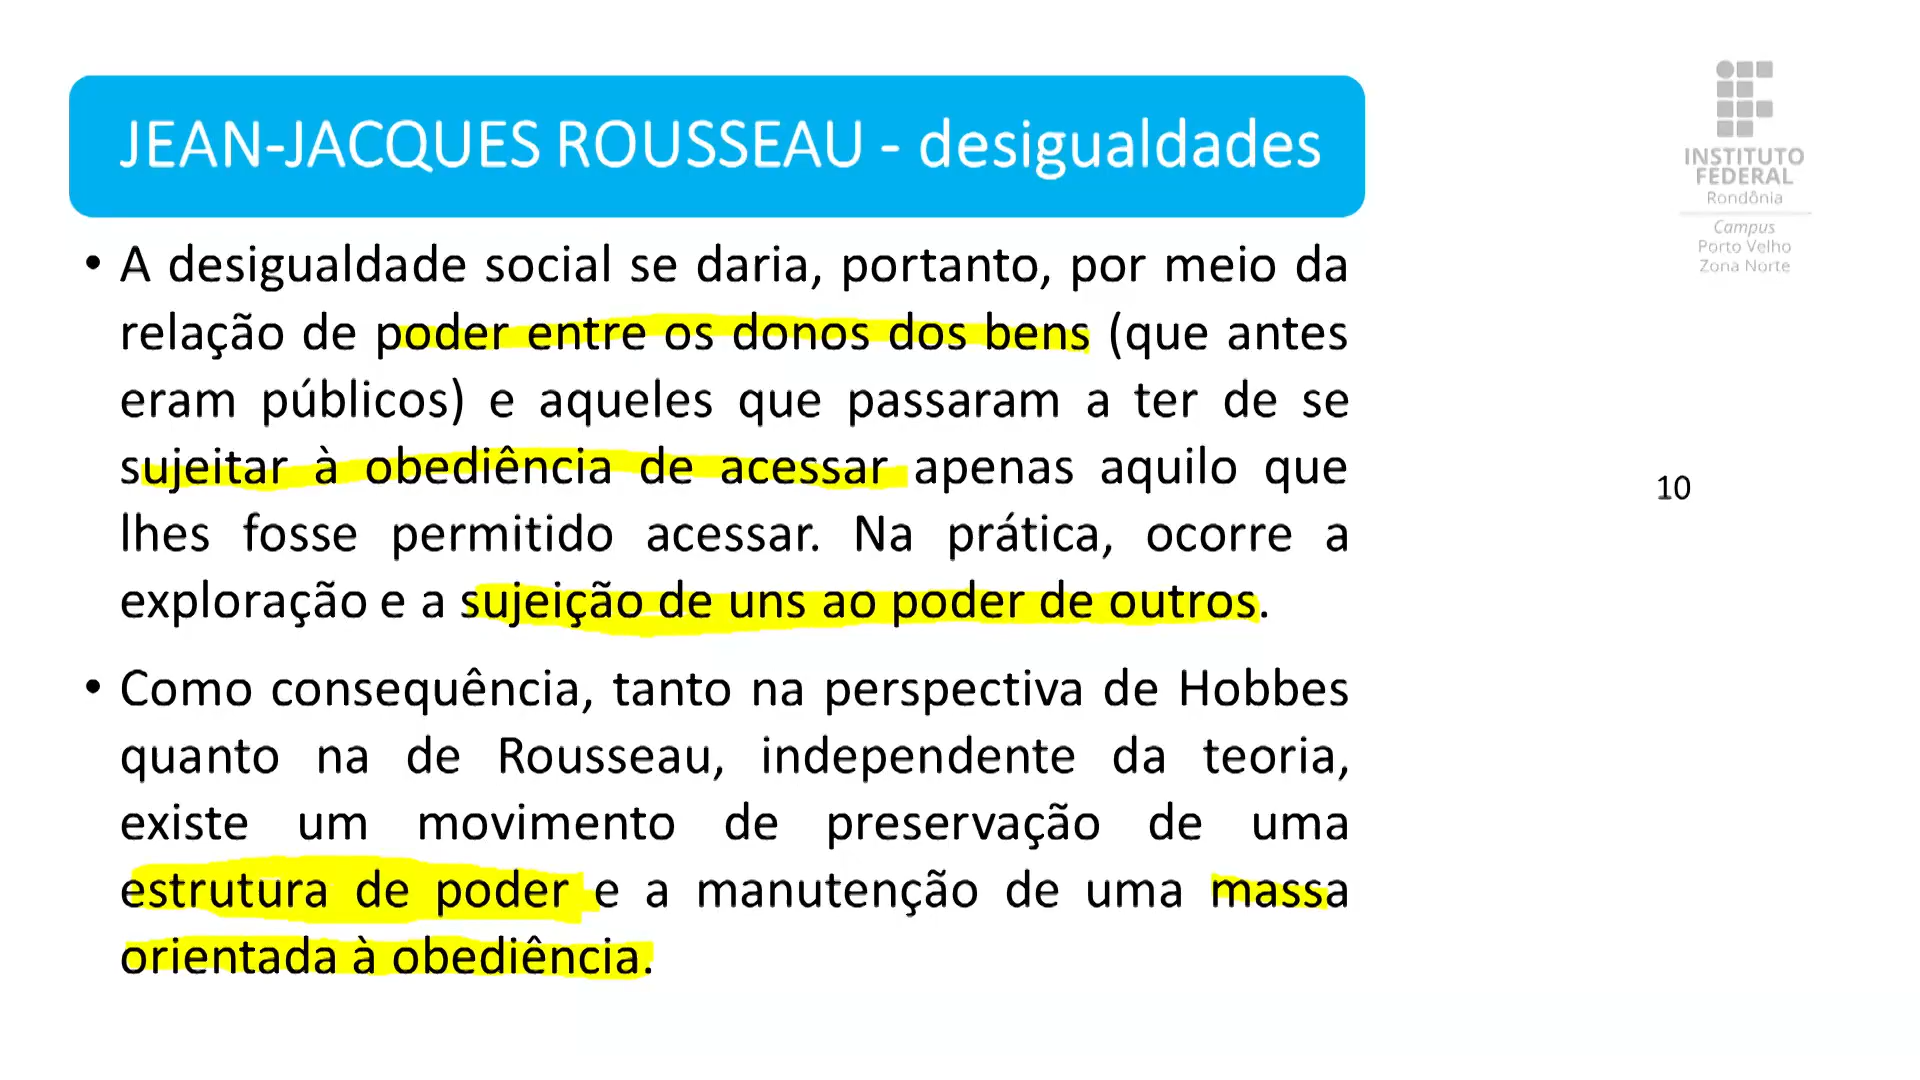 JEAN-JACQUES ROUSSEAU - desigualdades
• A desigualdade social se daria, portanto, por meio da
relação de poder entre os donos dos bens (que antes
eram públicos) e aqueles que passaram a ter de se
sujeitar à obediência de acessar apenas aquilo que
lhes fosse permitido acessar. Na prática, ocorre a
exploração e a sujeição de uns ao poder de outros.
• Como consequência, tanto na perspectiva de Hobbes
quanto na de Rousseau, independente da teoria,
existe um movimento de preservação de uma
estrutura de poder e a manutenção de uma massa
orientada à obediência.
INSTITUTO
FEDERAL
Rondônia
Campus
Porto Velho
Zona Norte
10